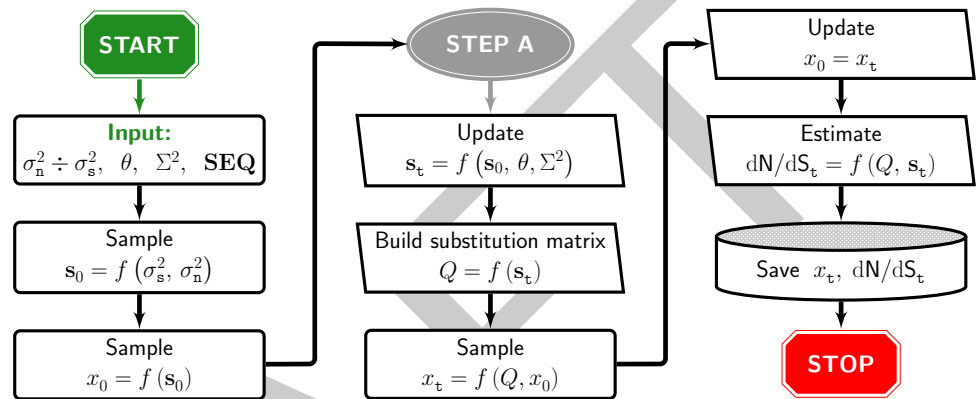 START
Input:
σ²ₙ ÷ σ²ₛ, θ, Σ², SEQ
Sample
s₀ = f (σ²ₛ, σ²ₙ)
Sample
x₀ = f (s₀)
STEP A
Update
sₜ = f (s₀, θ, Σ²)
Build substitution matrix
Q = f (sₜ)
Sample
xₜ = f (Q, x₀)
Update
x₀ = xₜ
Estimate
dN/dSₜ = f (Q, sₜ)
Save xₜ, dN/dSₜ
STOP